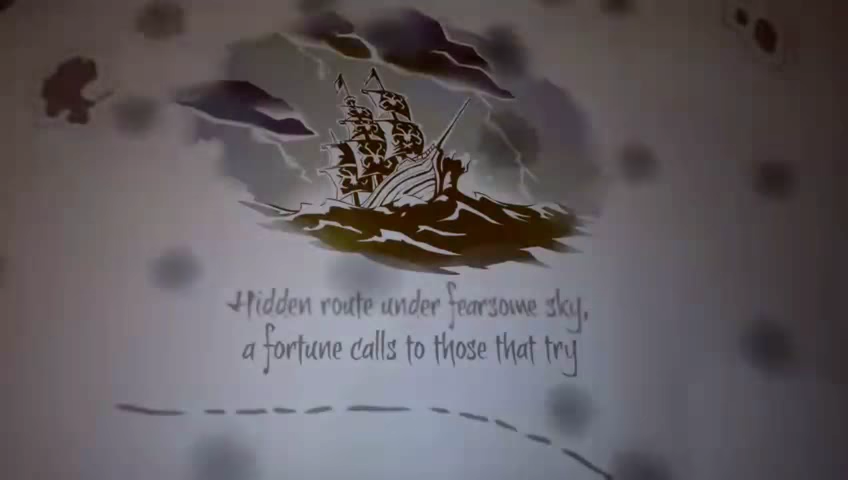 Hidden route under fearsome sky,
a fortune calls to those that try